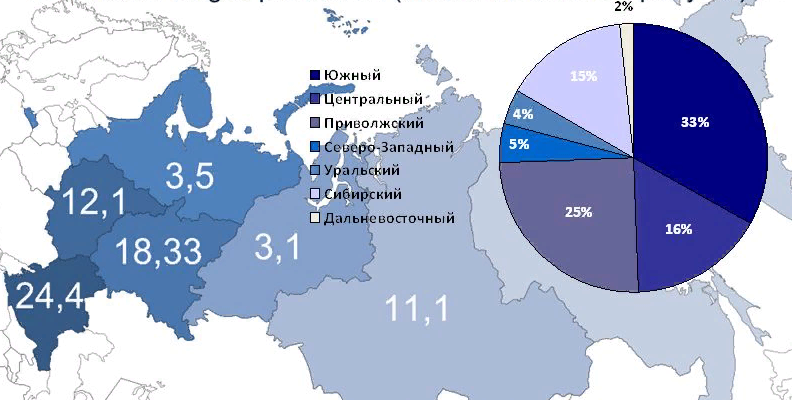 2%
Южный
Центральный
Приволжский
Северо-Западный
Уральский
Сибирский
Дальневосточный
15%
4%
5%
33%
25%
16%
3,5
12,1
18,33
3,1
24,4
11,1